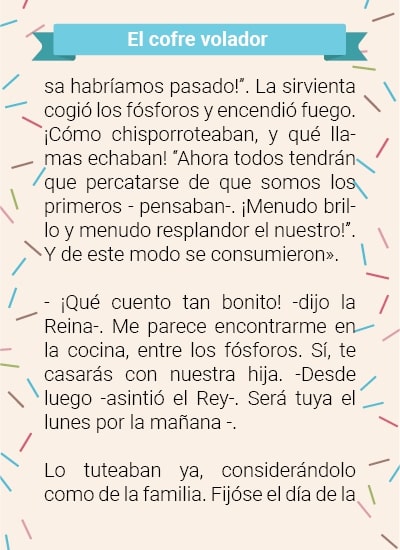 El cofre volador
sa habríamos pasado!”. La sirvienta
cogió los fósforos y encendió fuego.
¡Cómo chisporroteaban, y qué lla-
mas echaban! “Ahora todos tendrán
que percatarse de que somos los
primeros - pensaban-. ¡Menudo bril-
lo y menudo resplandor el nuestro!”.
Y de este modo se consumieron».
- ¡Qué cuento tan bonito! -dijo la
Reina-. Me parece encontrarme en
la cocina, entre los fósforos. Sí, te
casarás con nuestra hija. -Desde
luego -asintió el Rey-. Será tuya el
lunes por la mañana -.
Lo tuteaban ya, considerándolo
como de la familia. Fijóse el día de la